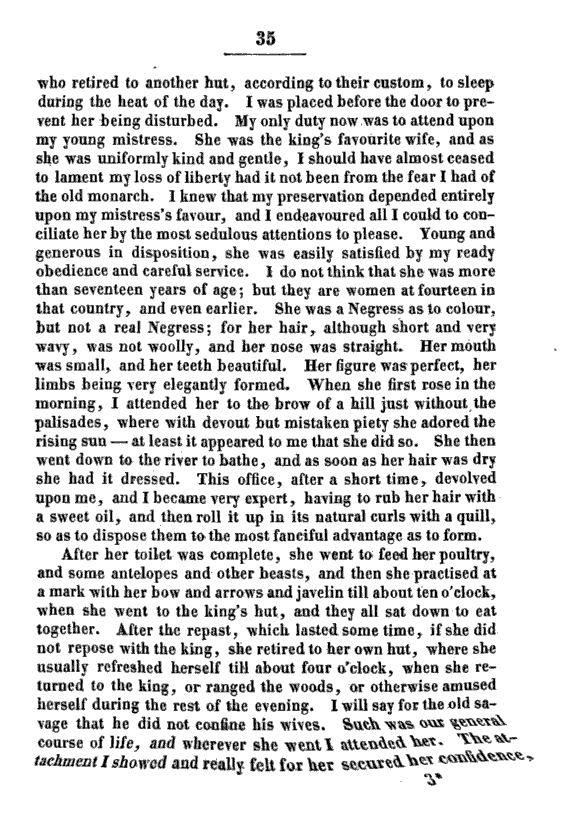 35
who retired to another hut, according to their custom, to sleep
during the heat of the day. I was placed before the door to pre-
vent her being disturbed. My only duty now was to attend upon
my young mistress. She was the king's favourite wife, and as
she was uniformly kind and gentle, I should have almost ceased
to lament my loss of liberty had it not been from the fear I had of
the old monarch. I knew that my preservation depended entirely
upon my mistress's favour, and I endeavoured all I could to con-
ciliate her by the most sedulous attentions to please. Young and
generous in disposition, she was easily satisfied by my ready
obedience and careful service. I do not think that she was more
than seventeen years of age; but they are women at fourteen in
that country, and even earlier. She was a Negress as to colour,
but not a real Negress; for her hair, although short and very
wavy, was not woolly, and her nose was straight. Her mouth
was small, and her teeth beautiful. Her figure was perfect, her
limbs being very elegantly formed. When she first rose in the
morning, I attended her to the brow of a hill just without the
palisades, where with devout but mistaken piety she adored the
rising sun — at least it appeared to me that she did so. She then
went down to the river to bathe, and as soon as her hair was dry
she had it dressed. This office, after a short time, devolved
upon me, and I became very expert, having to rub her hair with
a sweet oil, and then roll it up in its natural curls with a quill,
so as to dispose them to the most fanciful advantage as to form.
After her toilet was complete, she went to feed her poultry,
and some antelopes and other beasts, and then she practised at
a mark with her bow and arrows and javelin till about ten o'clock,
when she went to the king's hut, and they all sat down to eat
together. After the repast, which lasted some time, if she did
not repose with the king, she retired to her own hut, where she
usually refreshed herself till about four o'clock, when she re-
turned to the king, or ranged the woods, or otherwise amused
herself during the rest of the evening. I will say for the old sa-
vage that he did not confine his wives. Such was our general
course of life, and wherever she went I attended her. The at-
tachment I showed and really felt for her secured her confidence,
3*